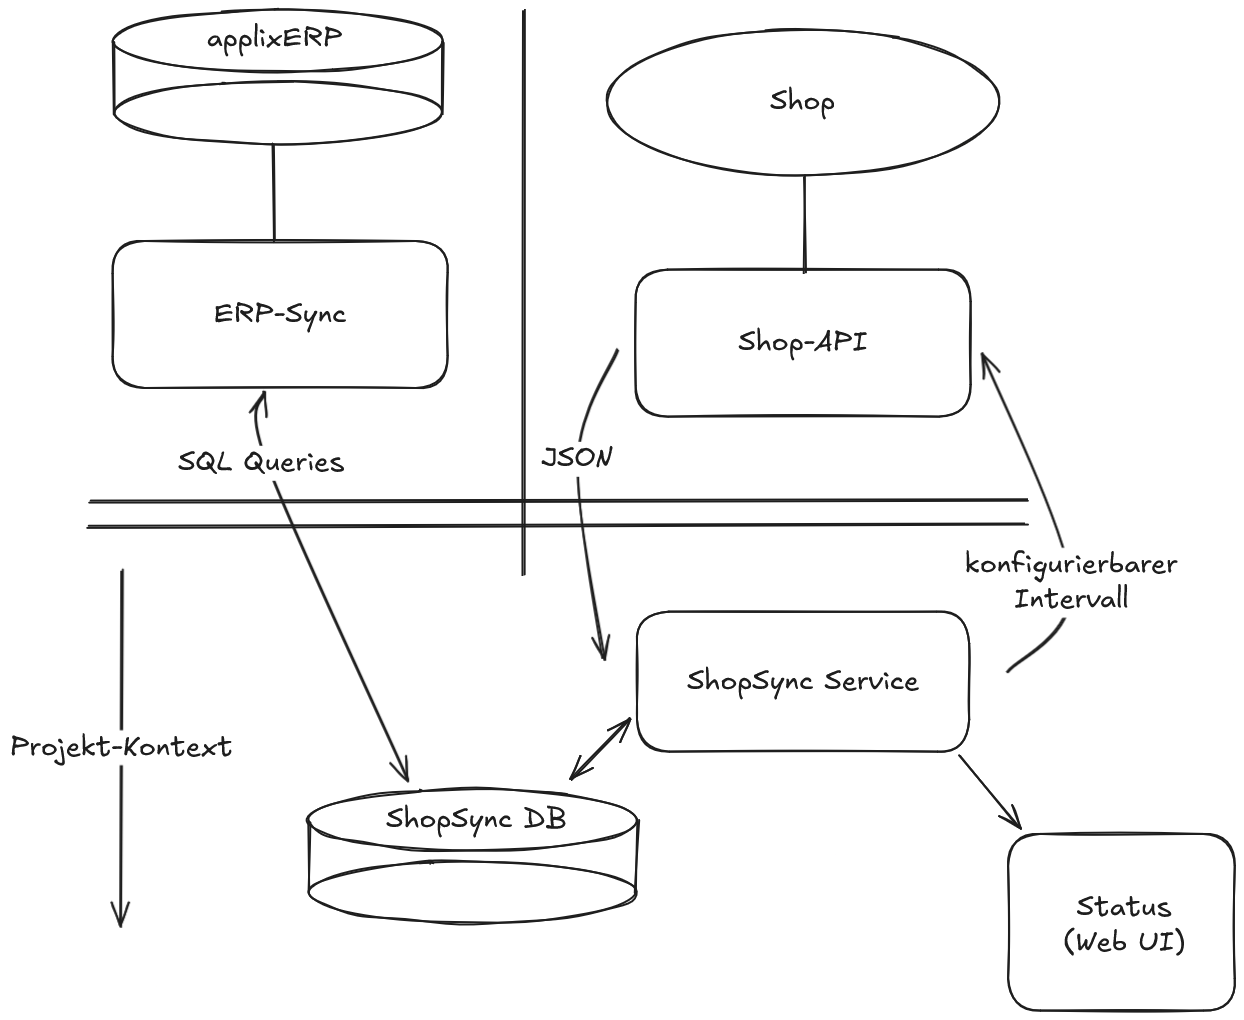 applixERP
Shop
ERP-Sync
Shop-API
SQL Queries
JSON
konfigurierbarer
Intervall
ShopSync Service
Projekt-Kontext
ShopSync DB
Status
(Web UI)